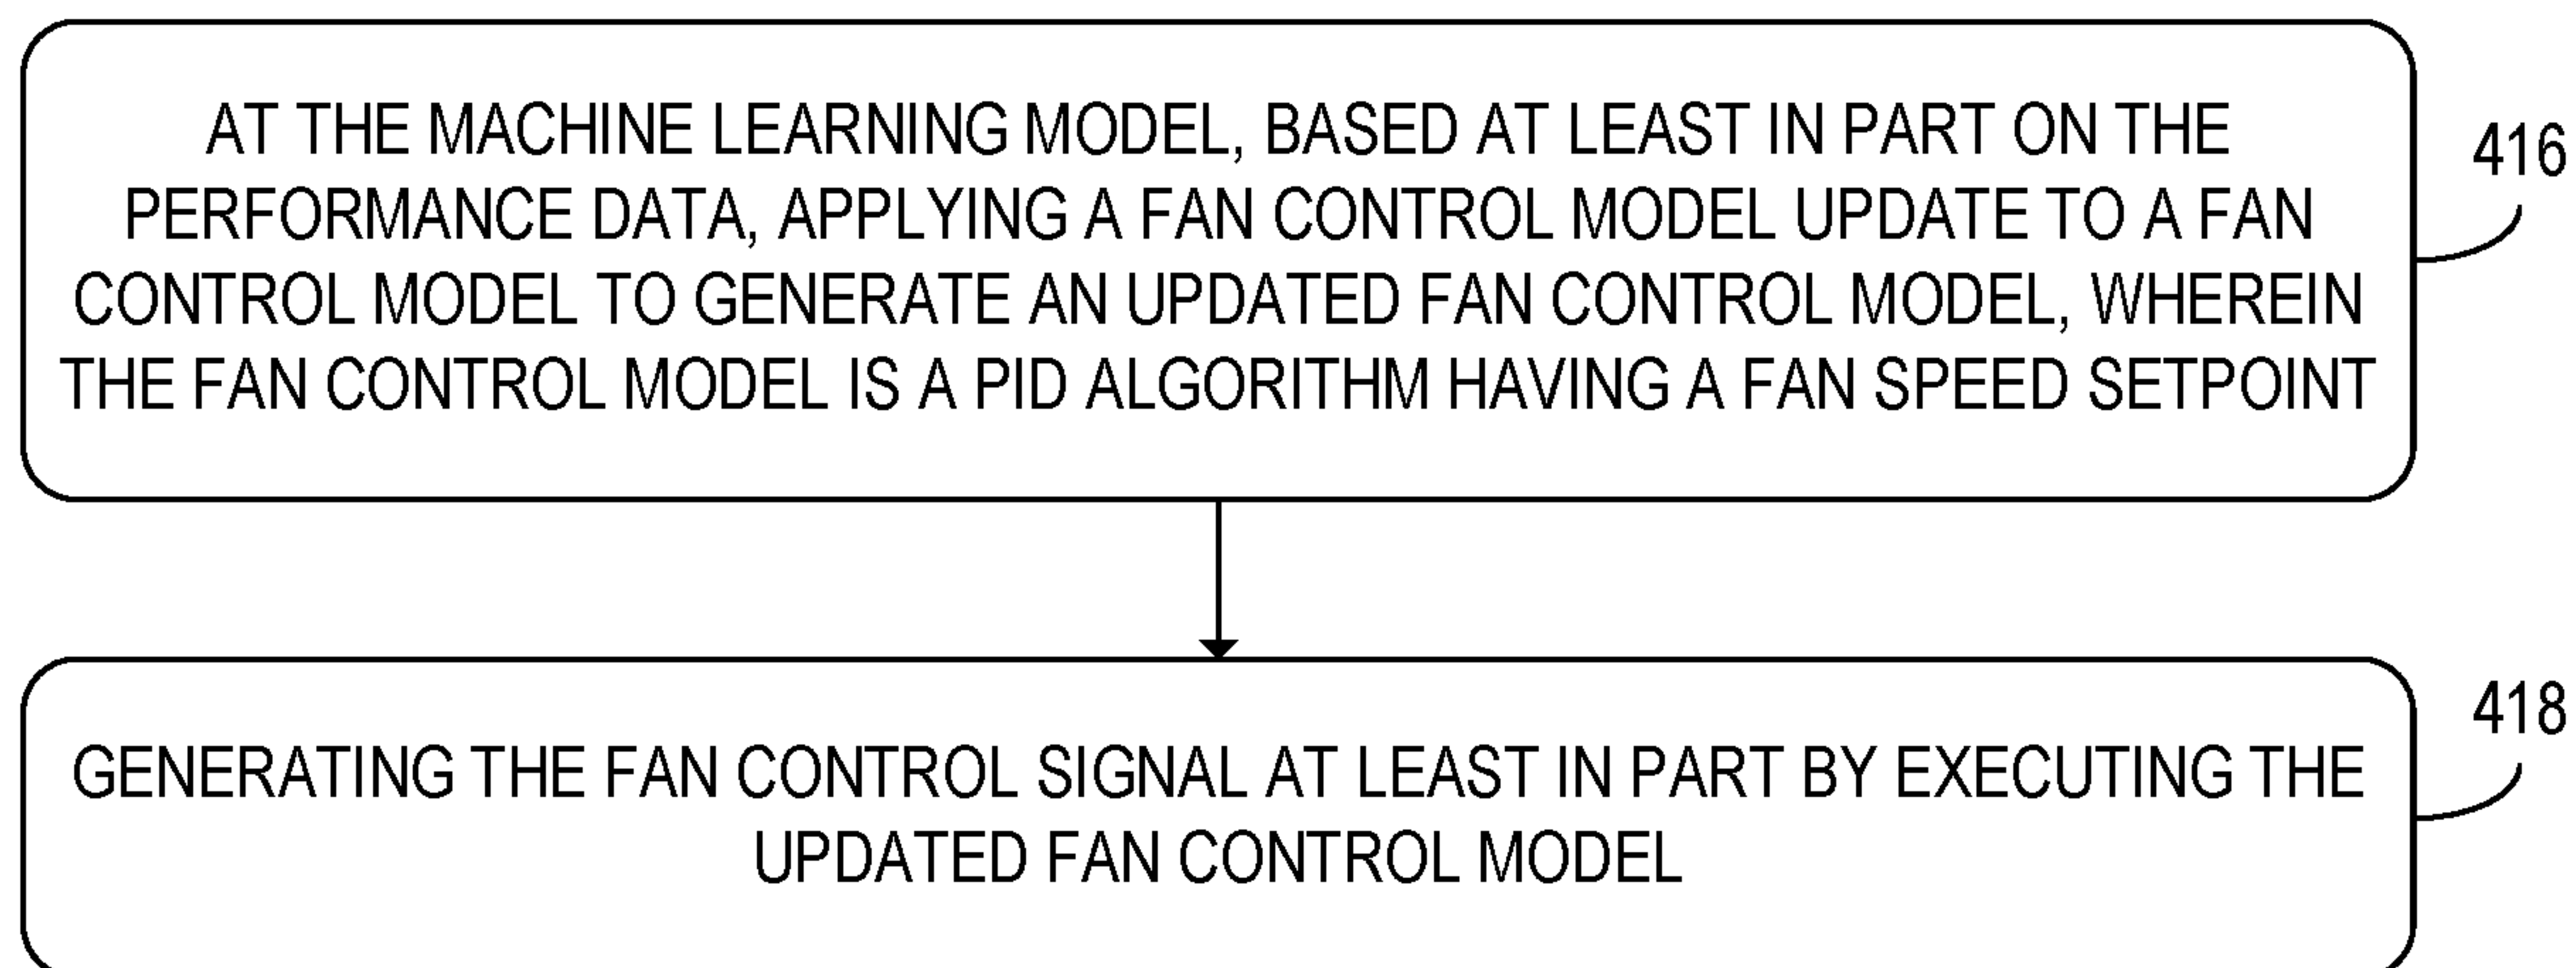 AT THE MACHINE LEARNING MODEL, BASED AT LEAST IN PART ON THE
PERFORMANCE DATA, APPLYING A FAN CONTROL MODEL UPDATE TO A FAN
CONTROL MODEL TO GENERATE AN UPDATED FAN CONTROL MODEL, WHEREIN
THE FAN CONTROL MODEL IS A PID ALGORITHM HAVING A FAN SPEED SETPOINT
416
GENERATING THE FAN CONTROL SIGNAL AT LEAST IN PART BY EXECUTING THE
UPDATED FAN CONTROL MODEL
418